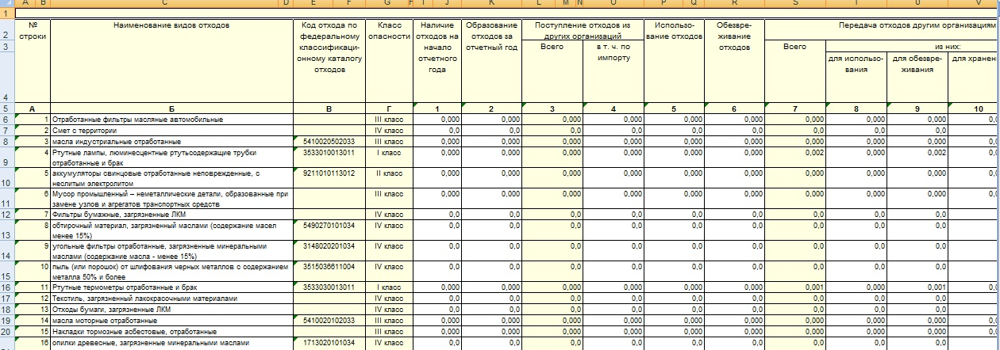 A B C D E F G H I J K L M N O P Q R S T U V
1
№ строки Наименование видов отходов Код отхода по федеральному классификаци-онному каталогу отходов Класс опасности Наличие отходов на начало отчетного года Образование отходов за отчетный год Поступление отходов из других организаций Использо-вание отходов Обезвре-живание отходов Передача отходов другим организациям
2
3 Всего в т. ч. по импорту Всего из них:
для использо-вания для обезвре-живания для хранен
4
5 А Б В Г 1 2 3 4 5 6 7 8 9 10
6 1 Отработанные фильтры масляные автомобильные III класс 0,000 0,000 0,000 0,000 0,000 0,000 0,000 0,000 0,000 0,0
7 2 Смет с территории IV класс 0,0 0,0 0,0 0,0 0,0 0,0 0,0 0,0 0,0
8 3 масла индустриальные отработанные 5410020502033 III класс 0,000 0,000 0,000 0,000 0,000 0,000 0,000 0,000 0,000 0,0
4 Ртутные лампы, люминесцентные ртутьсодержащие трубки 3533010013011 I класс 0,000 0,000 0,000 0,000 0,000 0,000 0,002 0,000 0,002 0,0
9 отработанные и брак
5 аккумуляторы свинцовые отработанные неповрежденные, с 9211010113012 II класс 0,000 0,000 0,000 0,000 0,000 0,000 0,000 0,000 0,000 0,0
10 неслитым электролитом
6 Мусор промышленный – неметаллические детали, образованные при III класс 0,000 0,000 0,000 0,000 0,000 0,000 0,000 0,000 0,000 0,0
11 замене узлов и агрегатов транспортных средств
12 7 Фильтры бумажные, загрязненные ЛКМ IV класс 0,0 0,0 0,0 0,0 0,0 0,0 0,0 0,0 0,0
8 обтирочный материал, загрязненный маслами (содержание масел 5490270101034 IV класс 0,0 0,0 0,0 0,0 0,0 0,0 0,0 0,0 0,0
13 менее 15%)
9 угольные фильтры отработанные, загрязненные минеральными 3148020201034 IV класс 0,0 0,0 0,0 0,0 0,0 0,0 0,0 0,0 0,0
14 маслами (содержание масла - менее 15%)
10 пыль (или порошок) от шлифования черных металлов с содержанием 3515036611004 IV класс 0,0 0,0 0,0 0,0 0,0 0,0 0,0 0,0 0,0
15 металла 50% и более
16 11 Ртутные термометры отработанные и брак 3533030013011 I класс 0,000 0,000 0,000 0,000 0,000 0,000 0,001 0,000 0,001 0,0
17 12 Текстиль, загрязненный лакокрасочными материалами IV класс 0,0 0,0 0,0 0,0 0,0 0,0 0,0 0,0 0,0
18 13 Отходы бумаги, загрязненные ЛКМ IV класс 0,0 0,0 0,0 0,0 0,0 0,0 0,0 0,0 0,0
19 14 масла моторные отработанные 5410020102033 III класс 0,000 0,000 0,000 0,000 0,000 0,000 0,000 0,000 0,000 0,0
20 15 Накладки тормозные асбестовые, отработанные III класс 0,000 0,000 0,000 0,000 0,000 0,000 0,000 0,000 0,000 0,0
16 опилки древесные, загрязненные минеральными маслами 1713020101034 IV класс 0,0 0,0 0,0 0,0 0,0 0,0 0,0 0,0 0,0